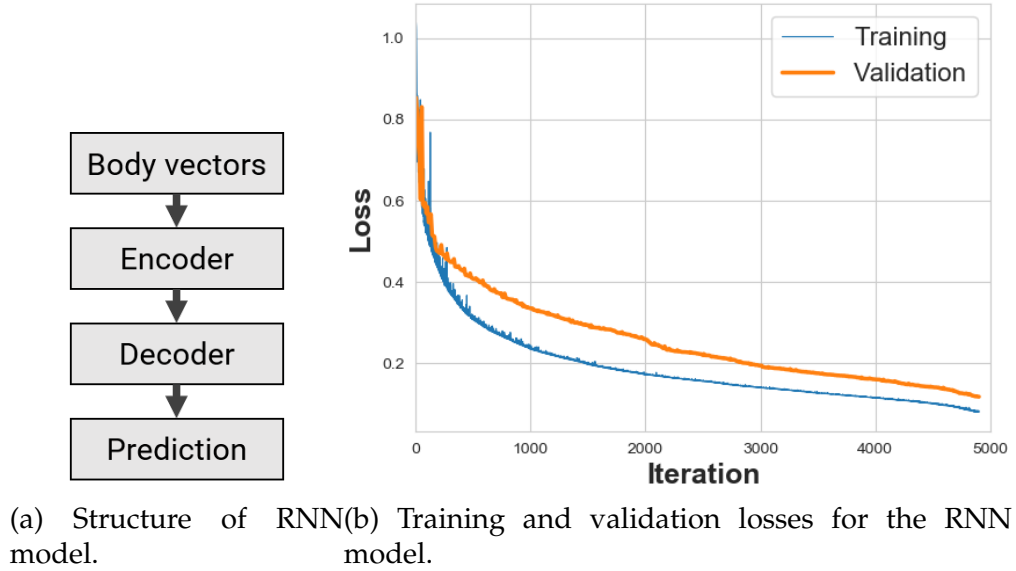 Body vectors
Encoder
Decoder
Prediction
Loss
1.0
0.8
0.6
0.4
0.2
Training
Validation
0 1000 2000 3000 4000 5000
Iteration
(a) Structure of RNN
model.
(b) Training and validation losses for the RNN
model.